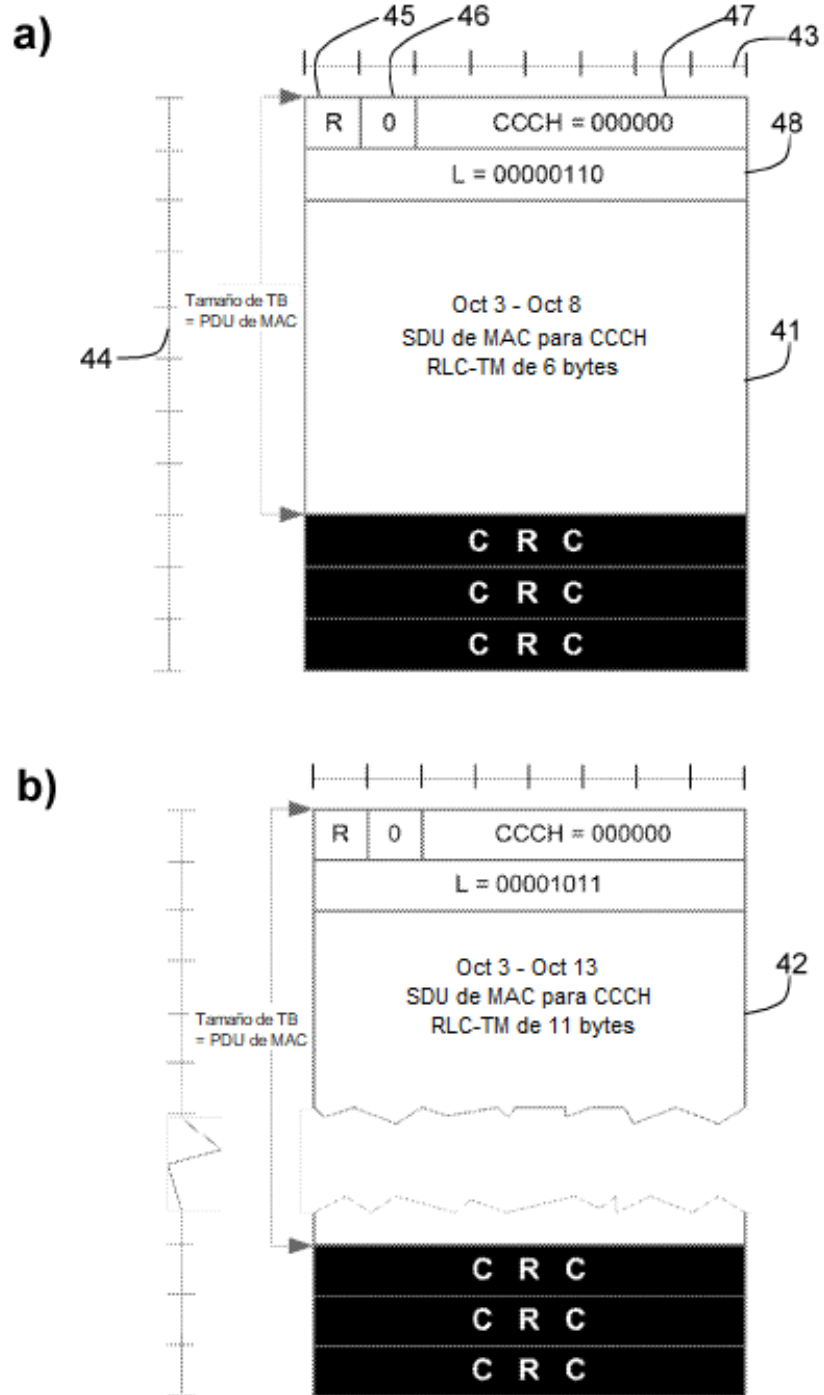 a)
45
46
47
43
R 0 CCCH = 000000
48
L = 00000110
Tamaño de TB
= PDU de MAC
44
Oct 3 - Oct 8
SDU de MAC para CCCH
RLC-TM de 6 bytes
41
C R C
C R C
C R C
b)
R 0 CCCH = 000000
L = 00001011
Oct 3 - Oct 13
SDU de MAC para CCCH
RLC-TM de 11 bytes
42
Tamaño de TB
= PDU de MAC
C R C
C R C
C R C